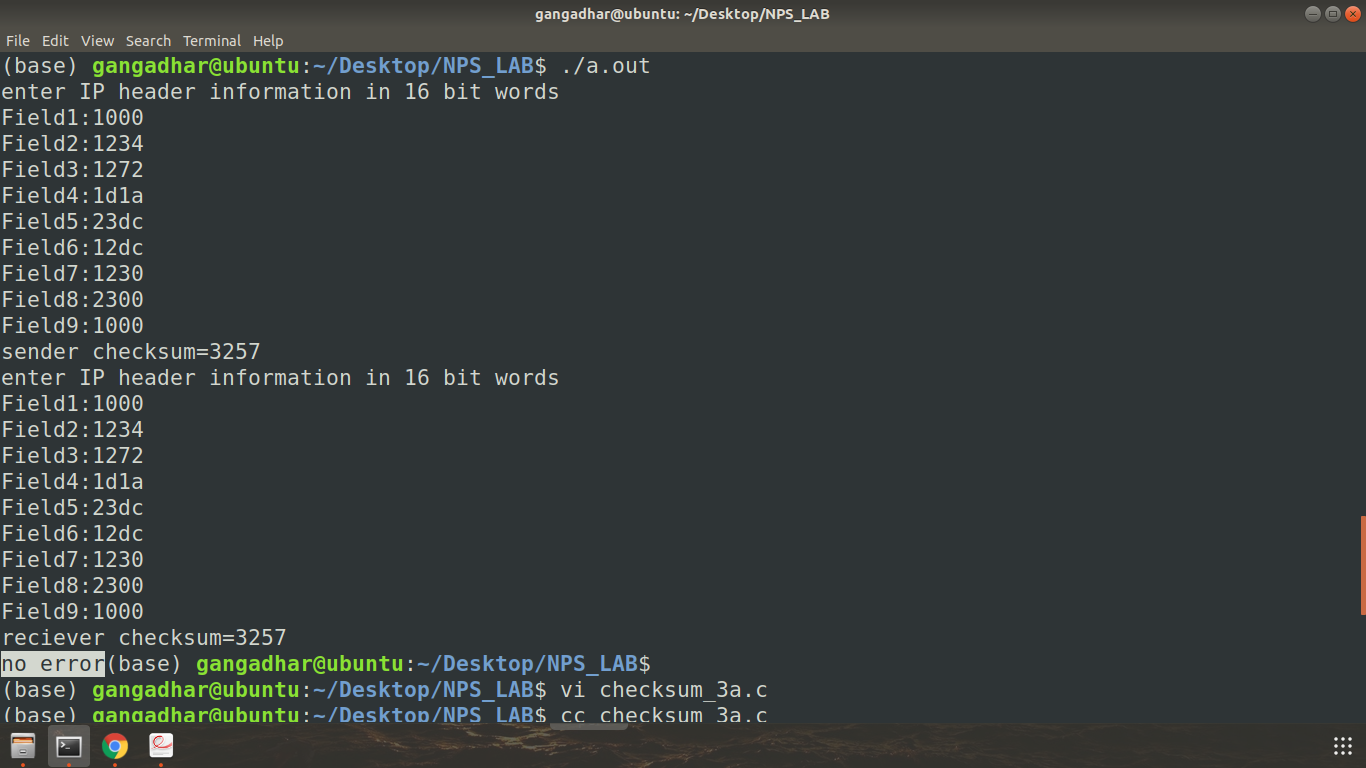 gangadhar@ubuntu: ~/Desktop/NPS_LAB
File Edit View Search Terminal Help
(base) gangadhar@ubuntu:~/Desktop/NPS_LAB$ ./a.out
enter IP header information in 16 bit words
Field1:1000
Field2:1234
Field3:1272
Field4:1d1a
Field5:23dc
Field6:12dc
Field7:1230
Field8:2300
Field9:1000
sender checksum=3257
enter IP header information in 16 bit words
Field1:1000
Field2:1234
Field3:1272
Field4:1d1a
Field5:23dc
Field6:12dc
Field7:1230
Field8:2300
Field9:1000
reciever checksum=3257
no error(base) gangadhar@ubuntu:~/Desktop/NPS_LAB$
(base) gangadhar@ubuntu:~/Desktop/NPS_LAB$ vi checksum_3a.c
(base) gangadhar@ubuntu:~/Desktop/NPS_LAB$ cc checksum_3a.c